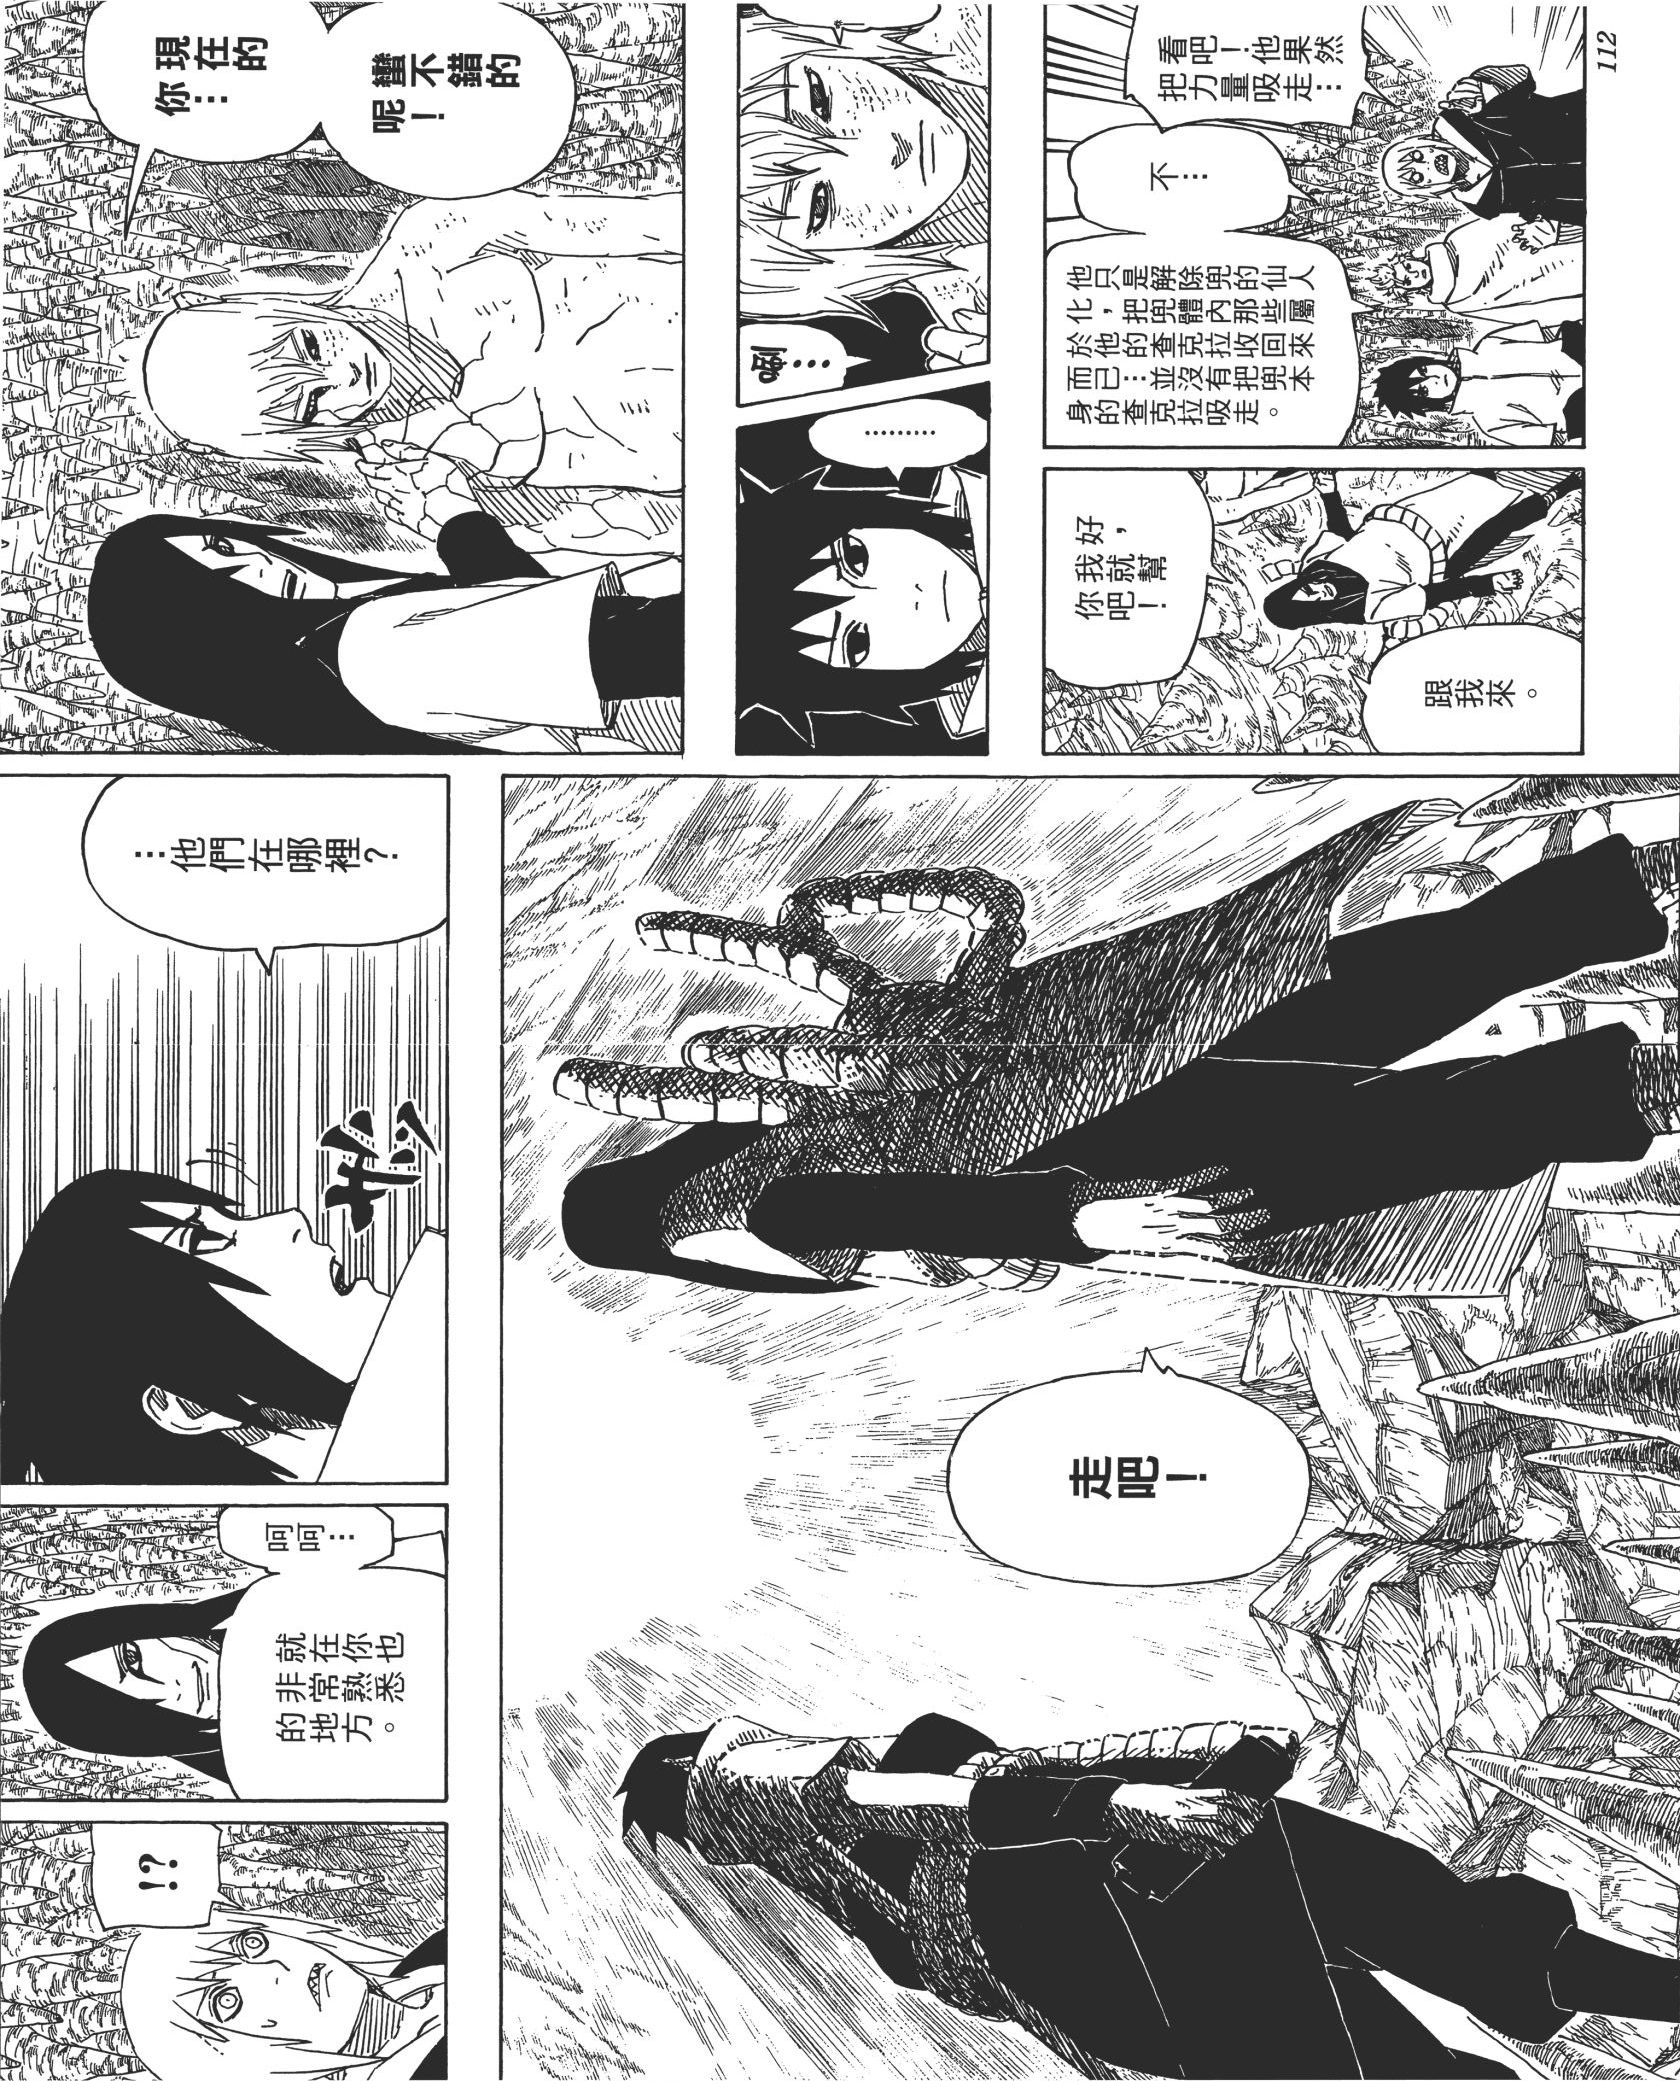 現在的
你…
蠻不錯的
呢！
………
看吧！他果然
把力量吸走…
不…
他只是解除兜的仙人
化，把兜體內那些屬
於他的查克拉收回來
而已…並沒有把兜本
身的查克拉吸走。
好，
我就幫
你吧！
跟我來。
112
…他們在哪裡？
ザッ
呵呵…
就在你也
非常熟悉
的地方。
!?
走吧！